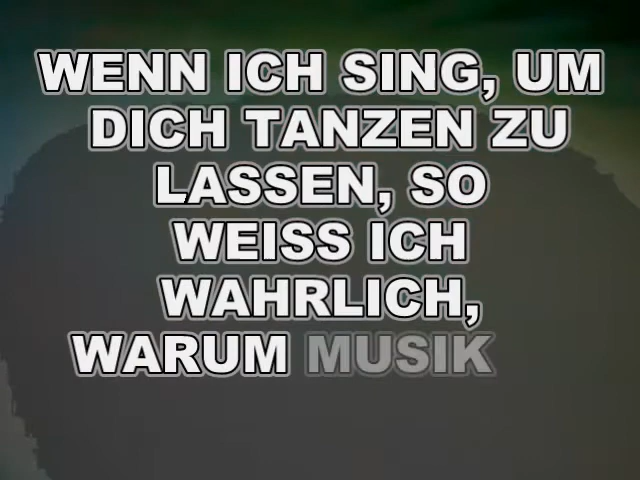 WENN ICH SING, UM
DICH TANZEN ZU
LASSEN, SO
WEISS ICH
WAHRLICH,
WARUM MUSIK